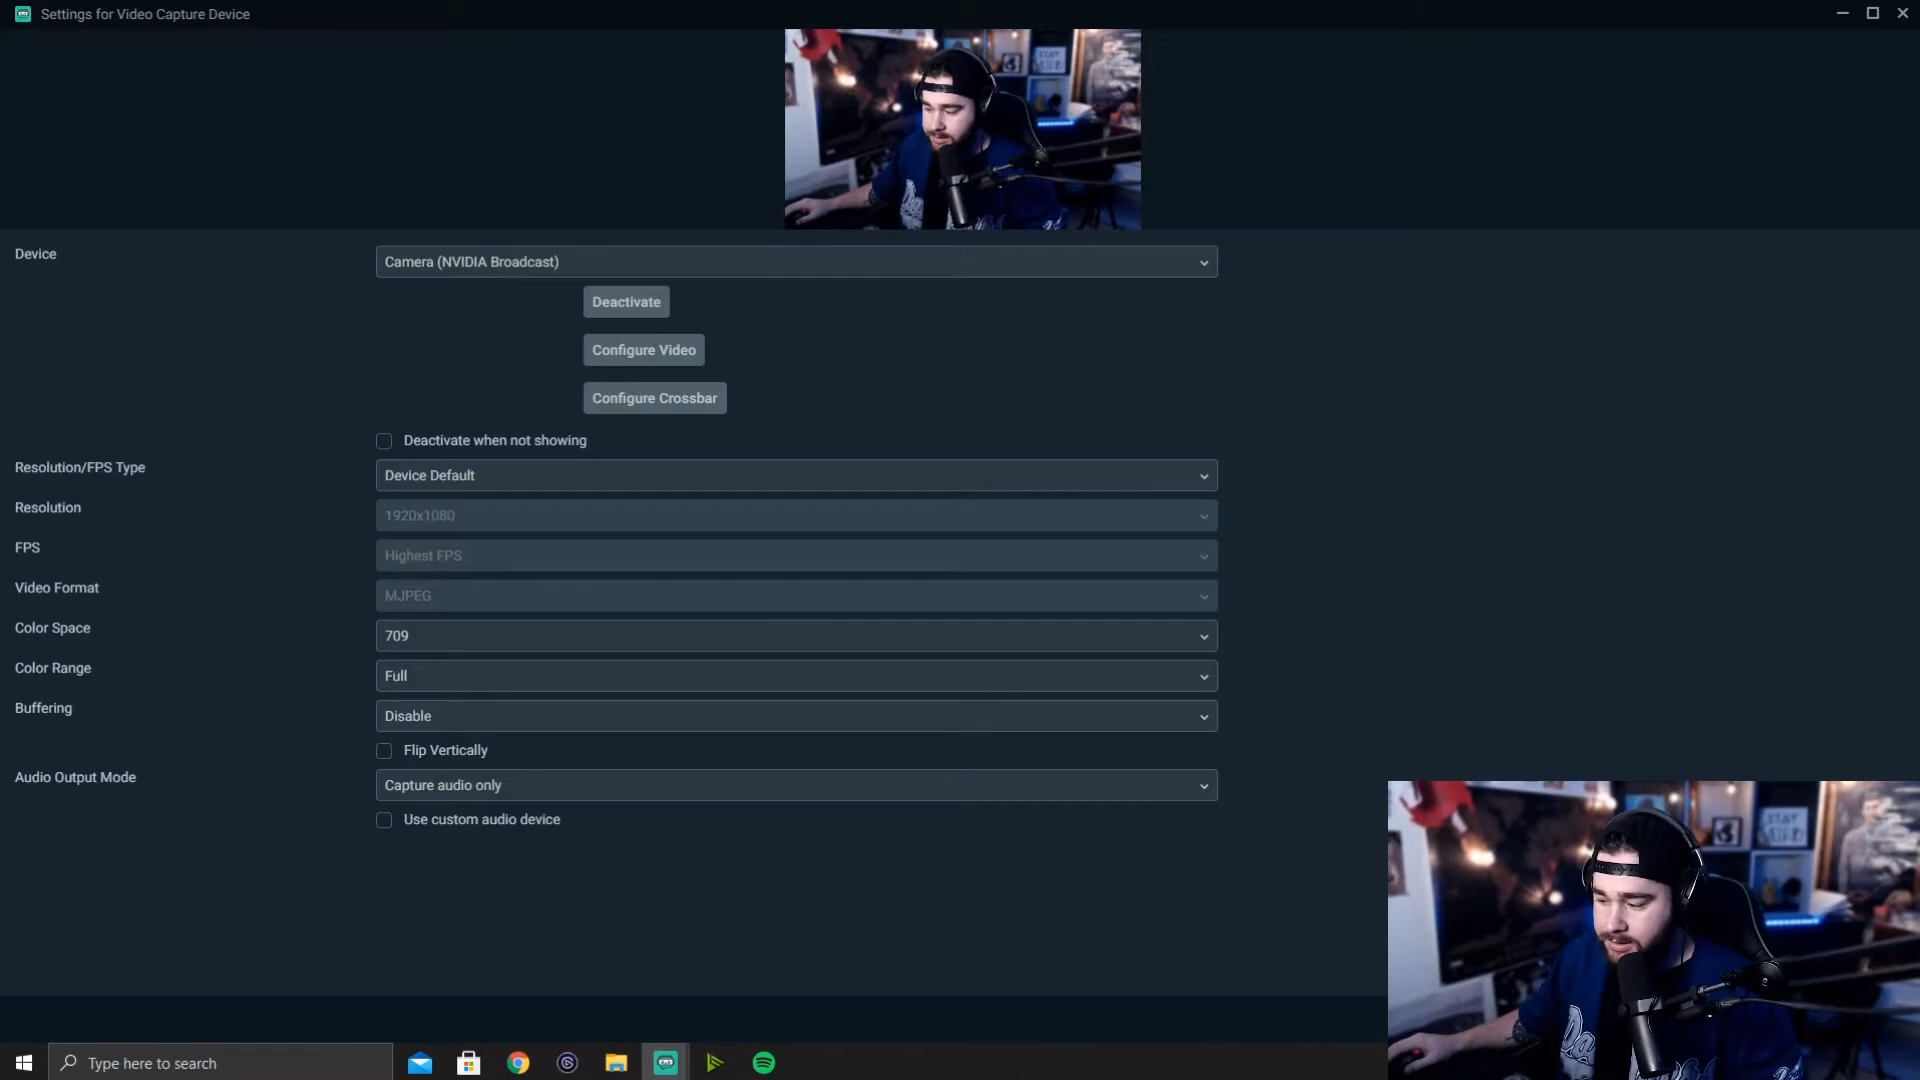 Settings for Video Capture Device
STAY
Device
Camera (NVIDIA Broadcast)
Deactivate
Configure Video
Configure Crossbar
Deactivate when not showing
Resolution/FPS Type
Device Default
Resolution
1920x1080
FPS
Highest FPS
Video Format
MJPEG
Color Space
709
Color Range
Full
Buffering
Disable
Flip Vertically
Audio Output Mode
Capture audio only
Use custom audio device
STAY
Type here to search